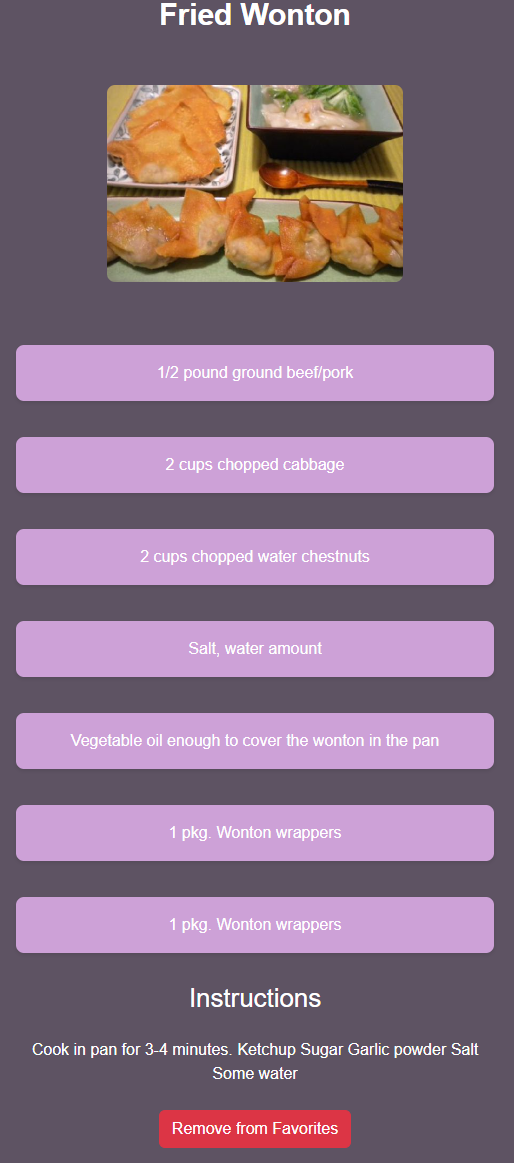 Fried Wonton
1/2 pound ground beef/pork
2 cups chopped cabbage
2 cups chopped water chestnuts
Salt, water amount
Vegetable oil enough to cover the wonton in the pan
1 pkg. Wonton wrappers
1 pkg. Wonton wrappers
Instructions
Cook in pan for 3-4 minutes. Ketchup Sugar Garlic powder Salt
Some water
Remove from Favorites